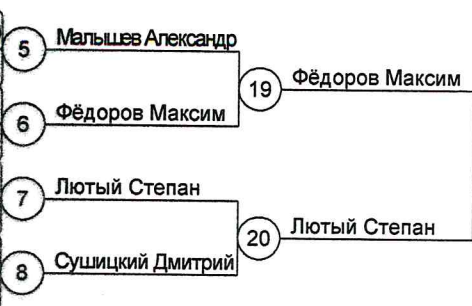 5 Малышев Александр
19 Фёдоров Максим
6 Фёдоров Максим
7 Лютый Степан
20 Лютый Степан
8 Сушицкий Дмитрий